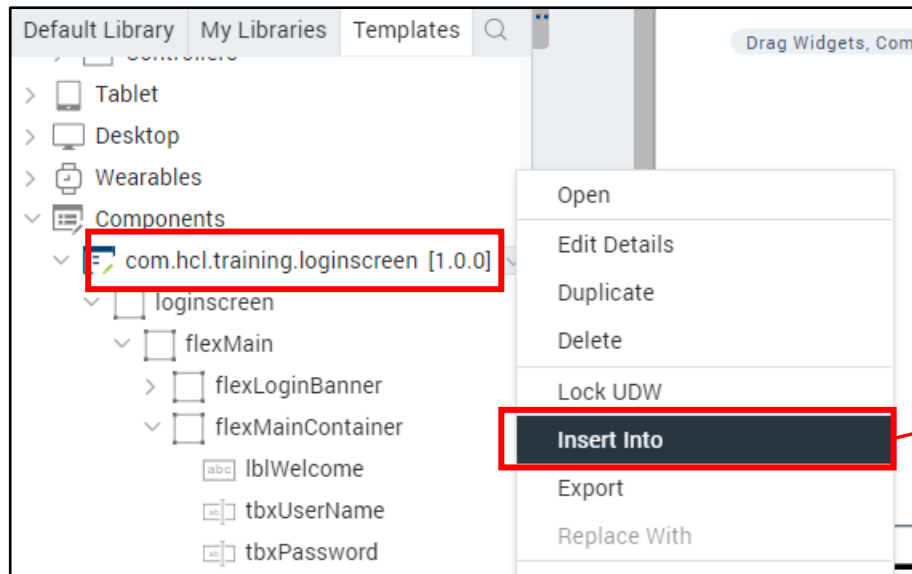 Default Library My Libraries Templates
Drag Widgets, Com
Controllers
Tablet
Desktop
Wearables
Components
com.hcl.training.loginscreen [1.0.0]
loginscreen
flexMain
flexLoginBanner
flexMainContainer
lblWelcome
tbxUserName
tbxPassword
Open
Edit Details
Duplicate
Delete
Lock UDW
Insert Into
Export
Replace With